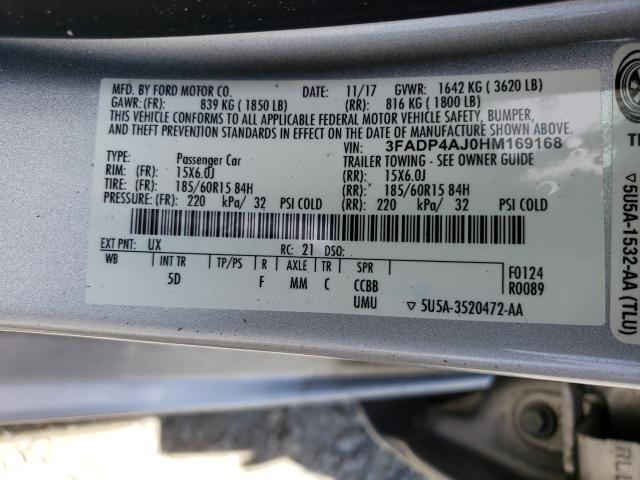 MFD. BY FORD MOTOR CO. DATE: 11/17 GVWR: 1642 KG ( 3620 LB)
GAWR: (FR): 839 KG ( 1850 LB) (RR): 816 KG ( 1800 LB)
THIS VEHICLE CONFORMS TO ALL APPLICABLE FEDERAL MOTOR VEHICLE SAFETY, BUMPER,
AND THEFT PREVENTION STANDARDS IN EFFECT ON THE DATE OF MANUFACTURE SHOWN ABOVE.
VIN: 3FADP4AJ0HM169168
TYPE: Passenger Car TRAILER TOWING - SEE OWNER GUIDE
RIM: (FR): 15X6.0J (RR): 15X6.0J
TIRE: (FR): 185/60R15 84H (RR): 185/60R15 84H
PRESSURE: (FR): 220 kPa/ 32 PSI COLD (RR): 220 kPa/ 32 PSI COLD
EXT PNT: UX RC: 21 DSO:
WB INT TR TP/PS R AXLE TR SPR F0124
5D F MM C CCBB R0089
UMU ▽ 5U5A-3520472-AA
▽ 5U5A-1532-AA (TLU)